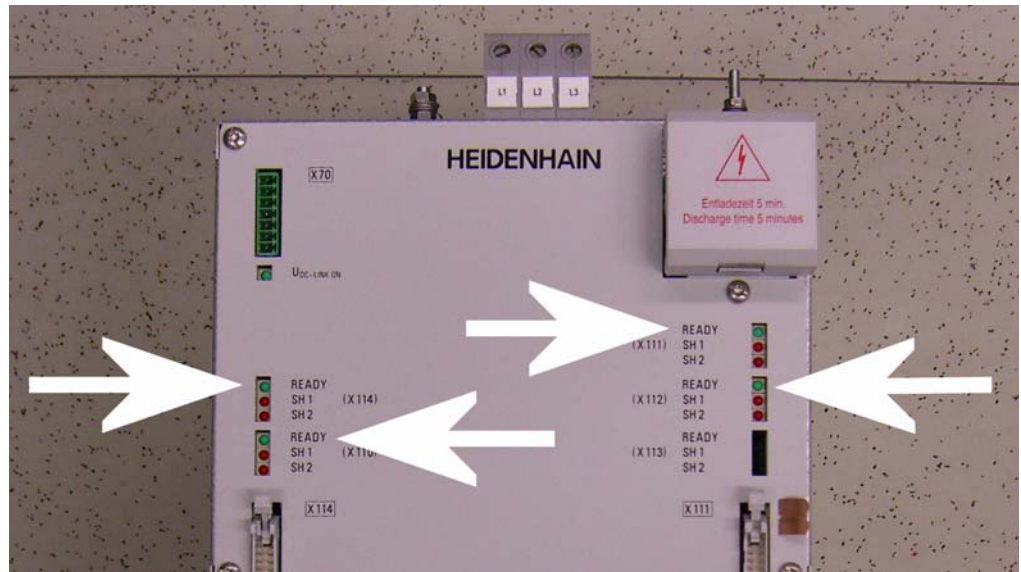 L1 L2 L3
HEIDENHAIN
X70
Entladezeit 5 min.
Discharge time 5 minutes
UDC-LINK ON
READY
(X111) SH 1
SH 2
READY
SH 1 (X114)
SH 2
READY
(X112) SH 1
SH 2
READY
SH 1
SH 2
READY
(X113) SH 1
SH 2
X114
X111